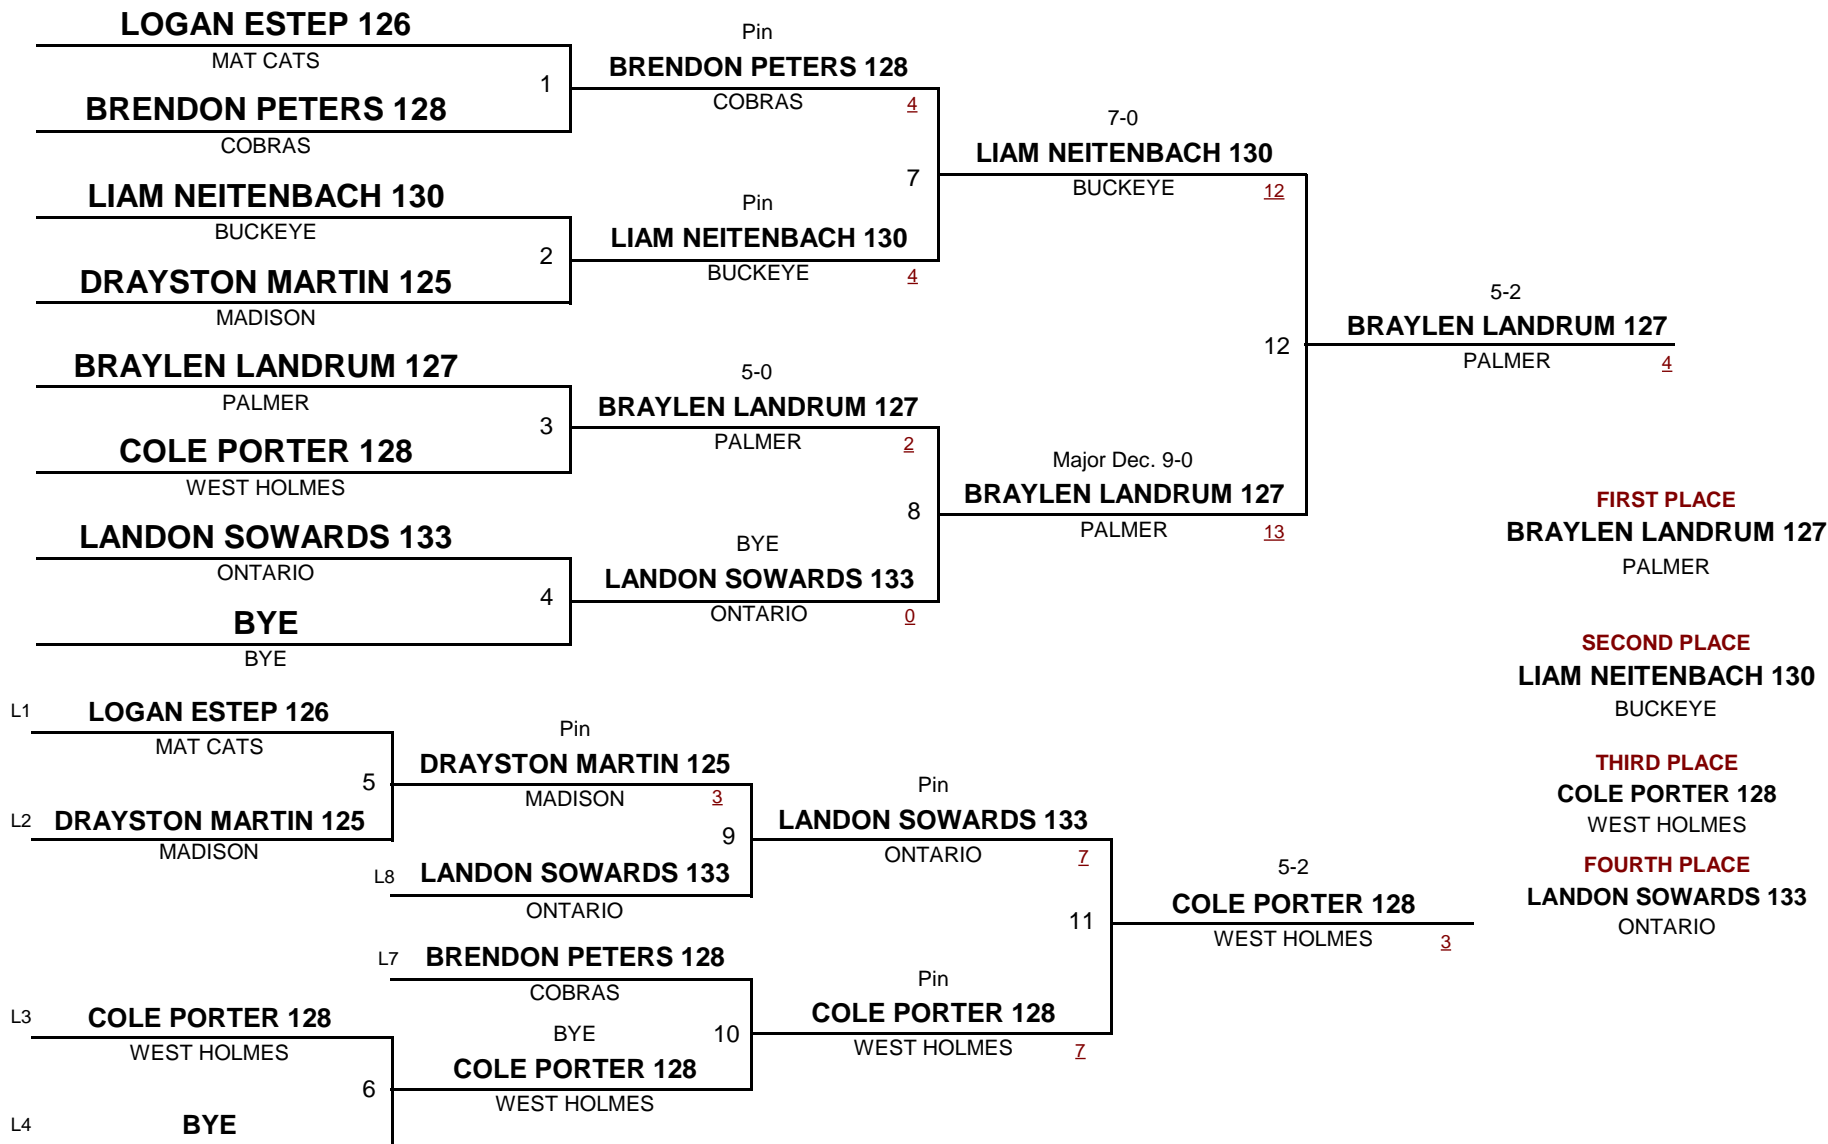 LOGAN ESTEP 126
MAT CATS
1
BRENDON PETERS 128
COBRAS
Pin
BRENDON PETERS 128
COBRAS 4
LIAM NEITENBACH 130
BUCKEYE
2
DRAYSTON MARTIN 125
MADISON
Pin
LIAM NEITENBACH 130
BUCKEYE 4
7
7-0
LIAM NEITENBACH 130
BUCKEYE 12
BRAYLEN LANDRUM 127
PALMER
3
COLE PORTER 128
WEST HOLMES
5-0
BRAYLEN LANDRUM 127
PALMER 2
LANDON SOWARDS 133
ONTARIO
4
BYE
BYE
BYE
LANDON SOWARDS 133
ONTARIO 0
8
Major Dec. 9-0
BRAYLEN LANDRUM 127
PALMER 13
12
5-2
BRAYLEN LANDRUM 127
PALMER 4
FIRST PLACE
BRAYLEN LANDRUM 127
PALMER
SECOND PLACE
LIAM NEITENBACH 130
BUCKEYE
THIRD PLACE
COLE PORTER 128
WEST HOLMES
FOURTH PLACE
LANDON SOWARDS 133
ONTARIO
L1 LOGAN ESTEP 126
MAT CATS
5
L2 DRAYSTON MARTIN 125
MADISON
Pin
DRAYSTON MARTIN 125
MADISON 3
9
L8 LANDON SOWARDS 133
ONTARIO
Pin
LANDON SOWARDS 133
ONTARIO 7
L7 BRENDON PETERS 128
COBRAS
L3 COLE PORTER 128
WEST HOLMES
6
L4 BYE
BYE
COLE PORTER 128
WEST HOLMES
10
Pin
COLE PORTER 128
WEST HOLMES 7
11
5-2
COLE PORTER 128
WEST HOLMES 3